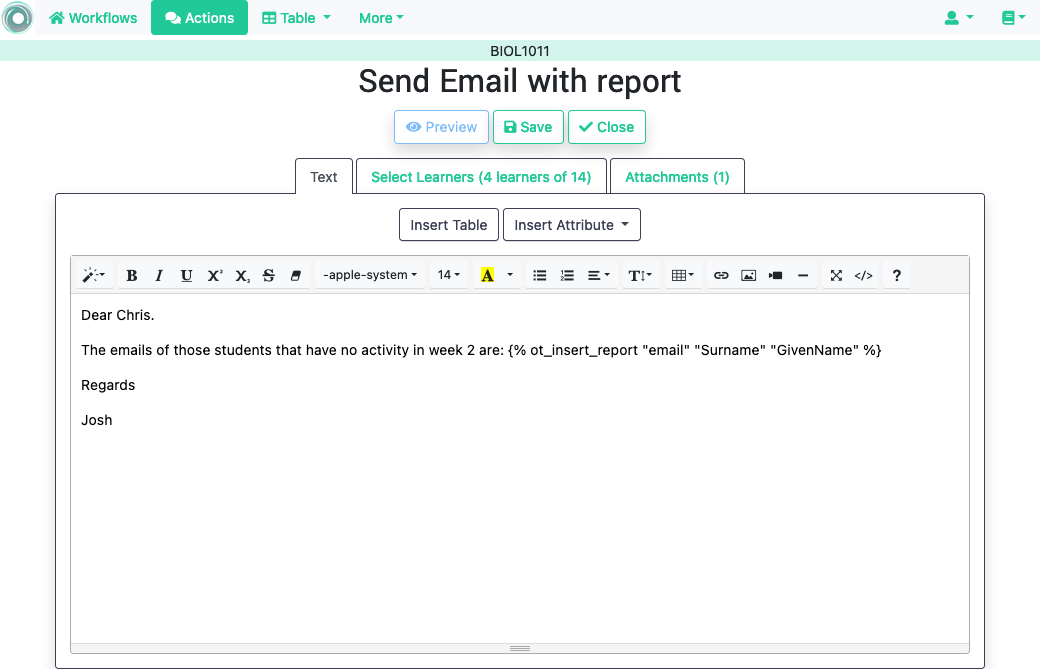 Workflows Actions Table More
BIOL1011
Send Email with report
Preview Save Close
Text Select Learners (4 learners of 14) Attachments (1)
Insert Table Insert Attribute
B I U X² X₂ S -apple-system 14 A T </> ?
Dear Chris.
The emails of those students that have no activity in week 2 are: {% ot_insert_report "email" "Surname" "GivenName" %}
Regards
Josh